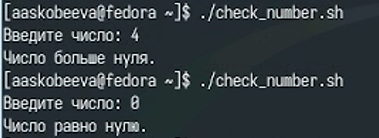 [aaskobeeva@fedora ~]$ ./check_number.sh
Введите число: 4
Число больше нуля.
[aaskobeeva@fedora ~]$ ./check_number.sh
Введите число: 0
Число равно нулю.